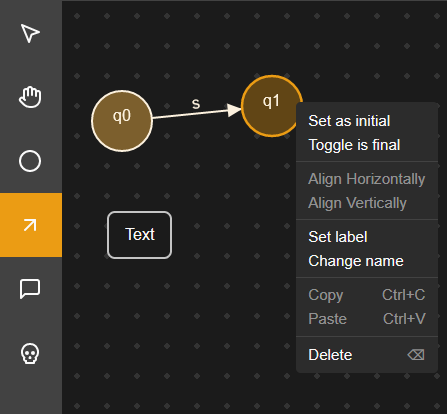 s
q0
q1
Set as initial
Toggle is final
Align Horizontally
Align Vertically
Text
Set label
Change name
Copy Ctrl+C
Paste Ctrl+V
Delete ⌫